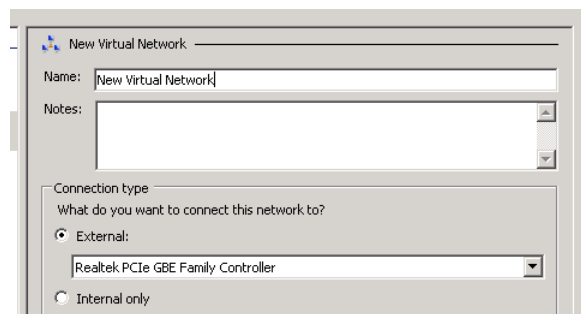 New Virtual Network
Name: New Virtual Network
Notes:
Connection type
What do you want to connect this network to?
External:
Realtek PCIe GBE Family Controller
Internal only